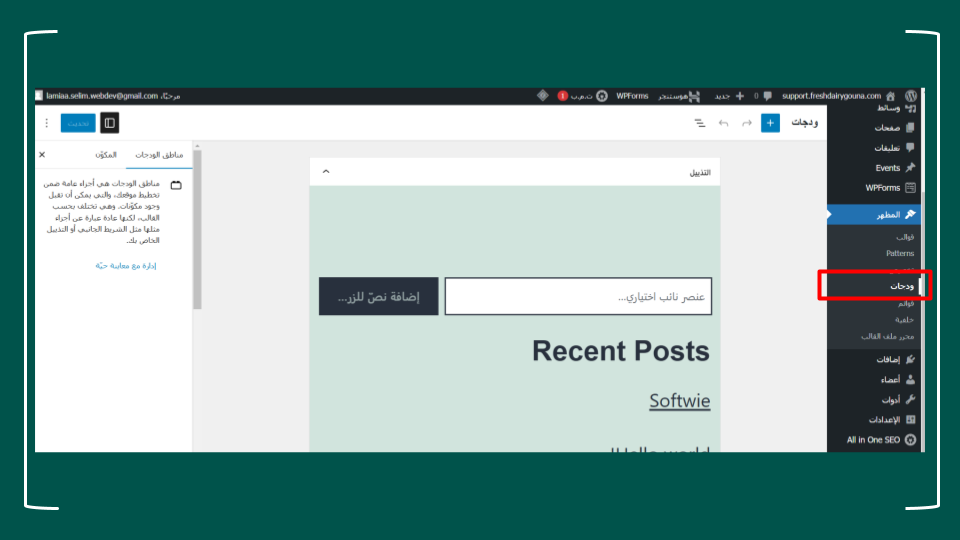 support.freshdairygouna.com
0
جديد
هوستنجر
WPForms
ت.م.ب
1
مرحبًا، lamiaa.selim.webdev@gmail.com
وسائط
صفحات
تعليقات
Events
WPForms
المظهر
قوالب
Patterns
ودجات
قوائم
خلفية
محرر ملف القالب
إضافات
أعضاء
أدوات
الإعدادات
All in One SEO
ودجات
تحديث
التذييل
عنصر نائب اختياري...
إضافة نصّ للزر...
Recent Posts
Softwie
Hello world!
مناطق الودجات
المكوّن
مناطق الودجات هي أجزاء عامة ضمن
تخطيط موقعك، والتي يمكن أن تقبل
وجود مكوّنات. وهي تختلف بحسب
القالب، لكنها عادة عبارة عن أجزاء
مثلها مثل الشريط الجانبي أو التذييل
الخاص بك.
إدارة مع معاينة حيّة